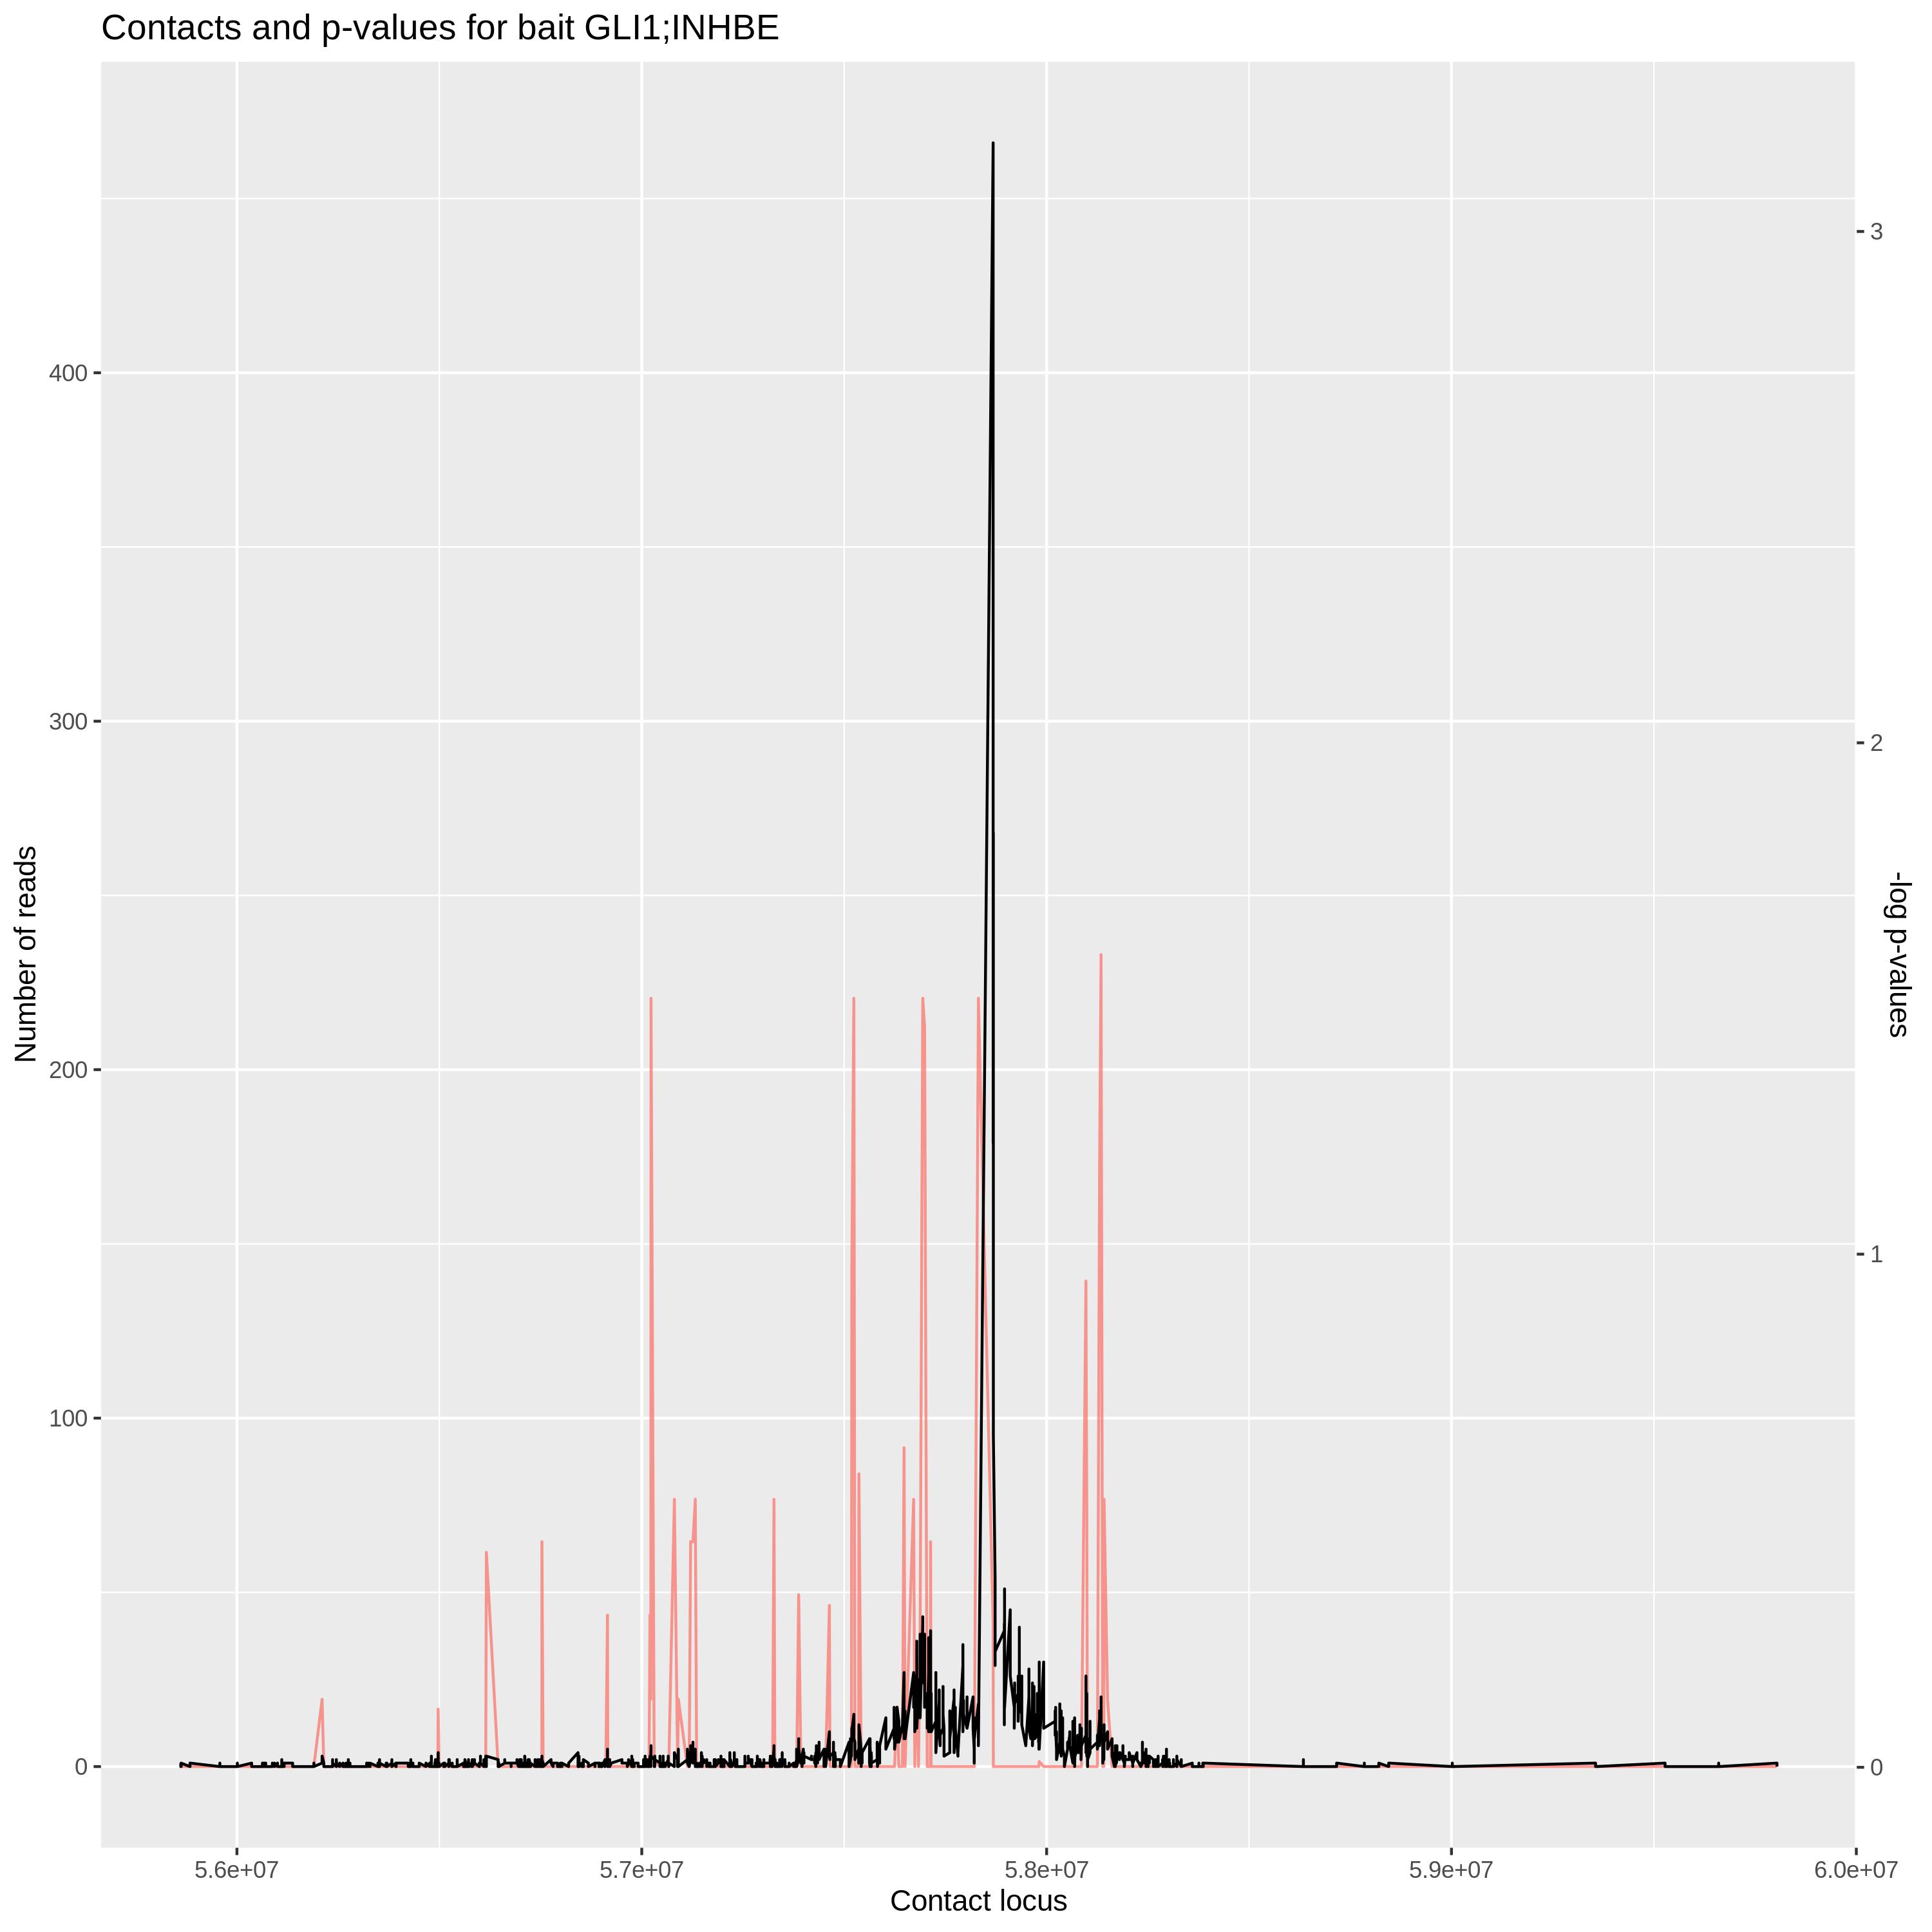 Contacts and p-values for bait GLI1;INHBE
Number of reads
400
300
200
100
0
3
2
1
0
-log p-values
5.6e+07
5.7e+07
5.8e+07
5.9e+07
6.0e+07
Contact locus